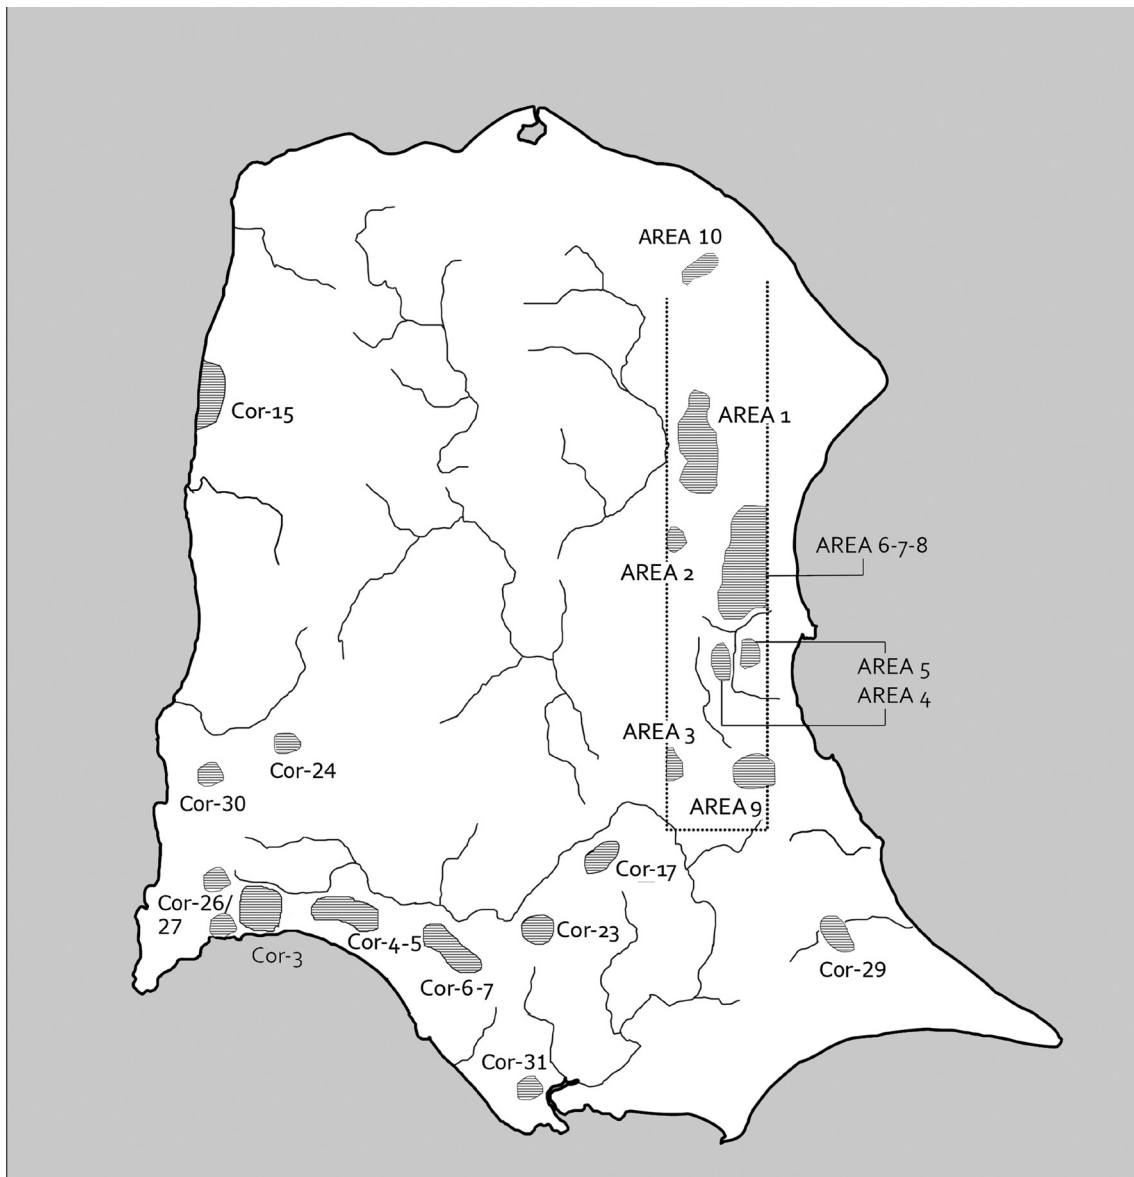 AREA 10
Cor-15
AREA 1
AREA 6-7-8
AREA 2
AREA 5
AREA 4
AREA 3
Cor-24
Cor-30
AREA 9
Cor-17
Cor-26/
27
Cor-4-5
Cor-23
Cor-3
Cor-6-7
Cor-29
Cor-31